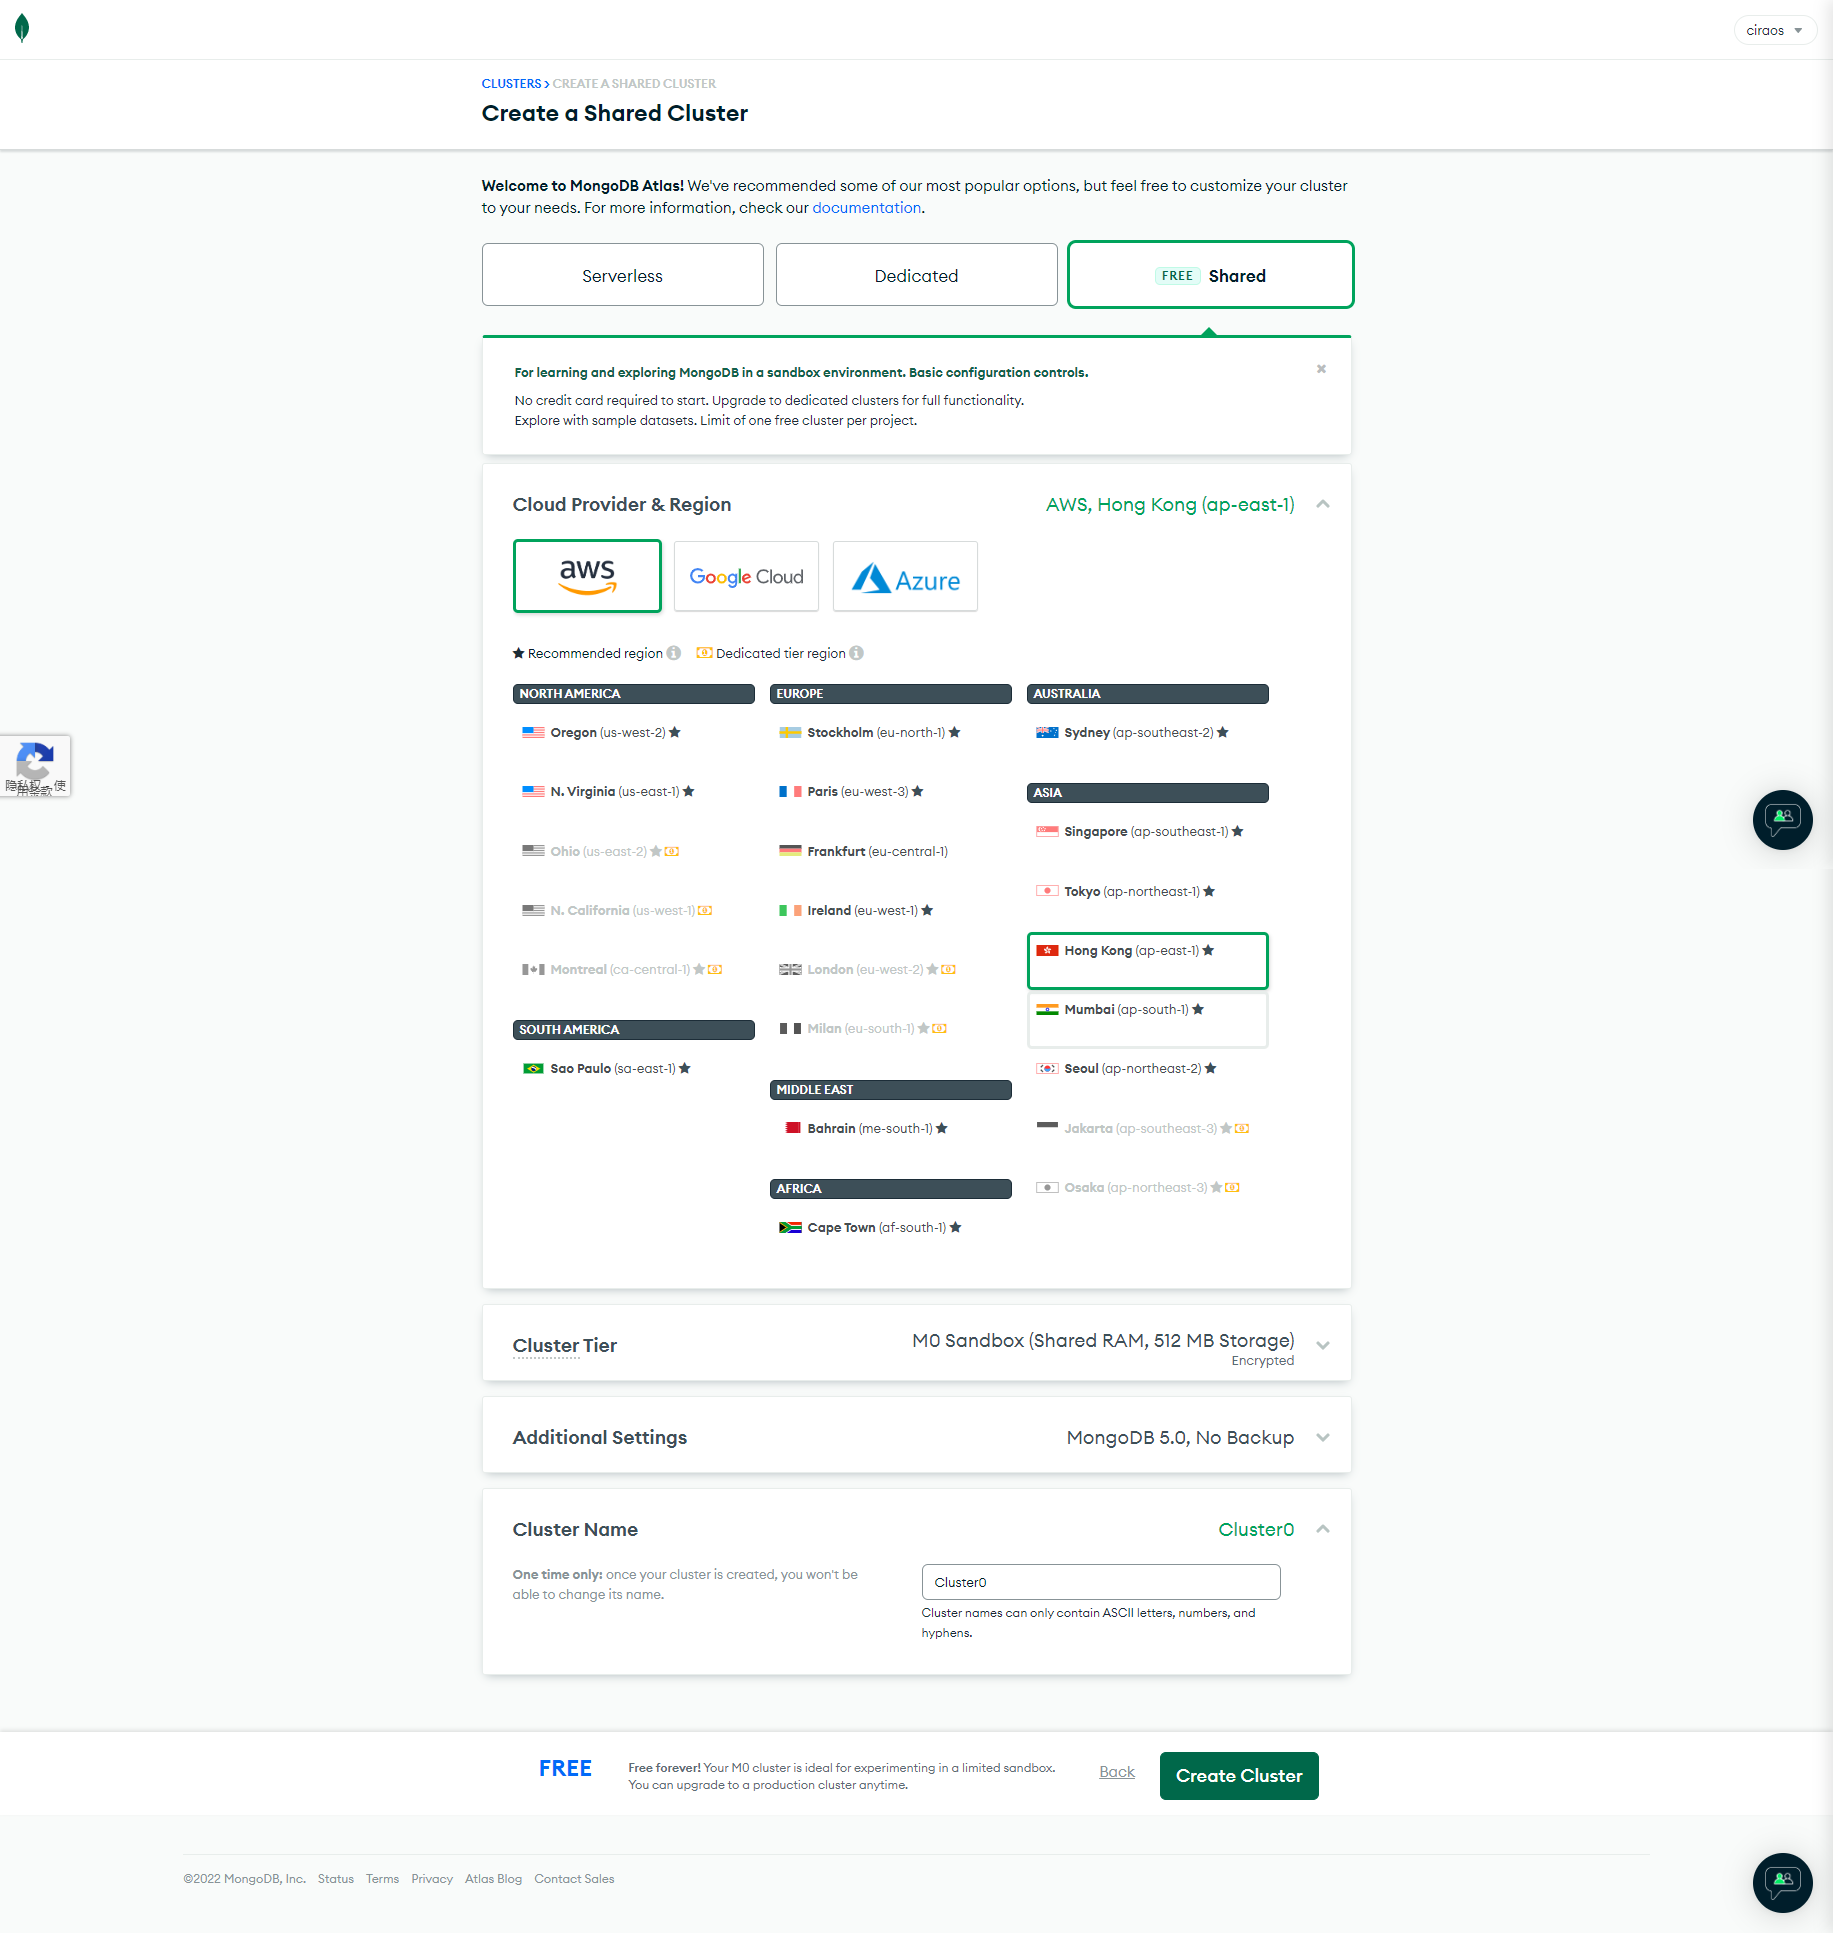 ciraos
CLUSTERS > CREATE A SHARED CLUSTER
Create a Shared Cluster
Welcome to MongoDB Atlas! We've recommended some of our most popular options, but feel free to customize your cluster
to your needs. For more information, check our documentation.
Serverless
Dedicated
FREE Shared
For learning and exploring MongoDB in a sandbox environment. Basic configuration controls.
No credit card required to start. Upgrade to dedicated clusters for full functionality.
Explore with sample datasets. Limit of one free cluster per project.
Cloud Provider & Region
AWS, Hong Kong (ap-east-1)
aws
Google Cloud
Azure
Recommended region
Dedicated tier region
NORTH AMERICA
Oregon (us-west-2)
N. Virginia (us-east-1)
Ohio (us-east-2)
N. California (us-west-1)
Montreal (ca-central-1)
SOUTH AMERICA
Sao Paulo (sa-east-1)
EUROPE
Stockholm (eu-north-1)
Paris (eu-west-3)
Frankfurt (eu-central-1)
Ireland (eu-west-1)
London (eu-west-2)
Milan (eu-south-1)
MIDDLE EAST
Bahrain (me-south-1)
AFRICA
Cape Town (af-south-1)
AUSTRALIA
Sydney (ap-southeast-2)
ASIA
Singapore (ap-southeast-1)
Tokyo (ap-northeast-1)
Hong Kong (ap-east-1)
Mumbai (ap-south-1)
Seoul (ap-northeast-2)
Jakarta (ap-southeast-3)
Osaka (ap-northeast-3)
隐私权 - 使
用条款
Cluster Tier
M0 Sandbox (Shared RAM, 512 MB Storage)
Encrypted
Additional Settings
MongoDB 5.0, No Backup
Cluster Name
Cluster0
One time only: once your cluster is created, you won't be
able to change its name.
Cluster0
Cluster names can only contain ASCII letters, numbers, and
hyphens.
FREE
Free forever! Your M0 cluster is ideal for experimenting in a limited sandbox.
You can upgrade to a production cluster anytime.
Back
Create Cluster
©2022 MongoDB, Inc. Status Terms Privacy Atlas Blog Contact Sales